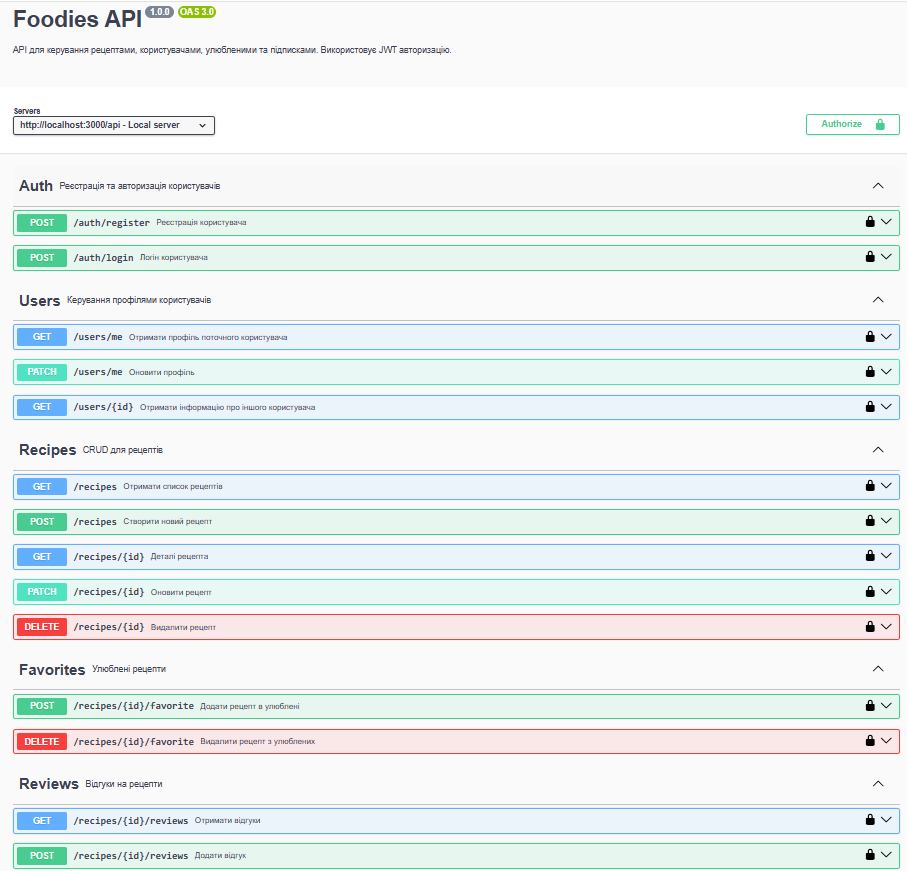 Foodies API 1.0.0 OAS 3.0
API для керування рецептами, користувачами, улюбленими та підписками. Використовує JWT авторизацію.
Servers
http://localhost:3000/api - Local server
Authorize
Auth Реєстрація та авторизація користувачів
POST /auth/register Реєстрація користувача
POST /auth/login Логін користувача
Users Керування профілями користувачів
GET /users/me Отримати профіль поточного користувача
PATCH /users/me Оновити профіль
GET /users/{id} Отримати інформацію про іншого користувача
Recipes CRUD для рецептів
GET /recipes Отримати список рецептів
POST /recipes Створити новий рецепт
GET /recipes/{id} Деталі рецепта
PATCH /recipes/{id} Оновити рецепт
DELETE /recipes/{id} Видалити рецепт
Favorites Улюблені рецепти
POST /recipes/{id}/favorite Додати рецепт в улюблені
DELETE /recipes/{id}/favorite Видалити рецепт з улюблених
Reviews Відгуки на рецепти
GET /recipes/{id}/reviews Отримати відгуки
POST /recipes/{id}/reviews Додати відгук